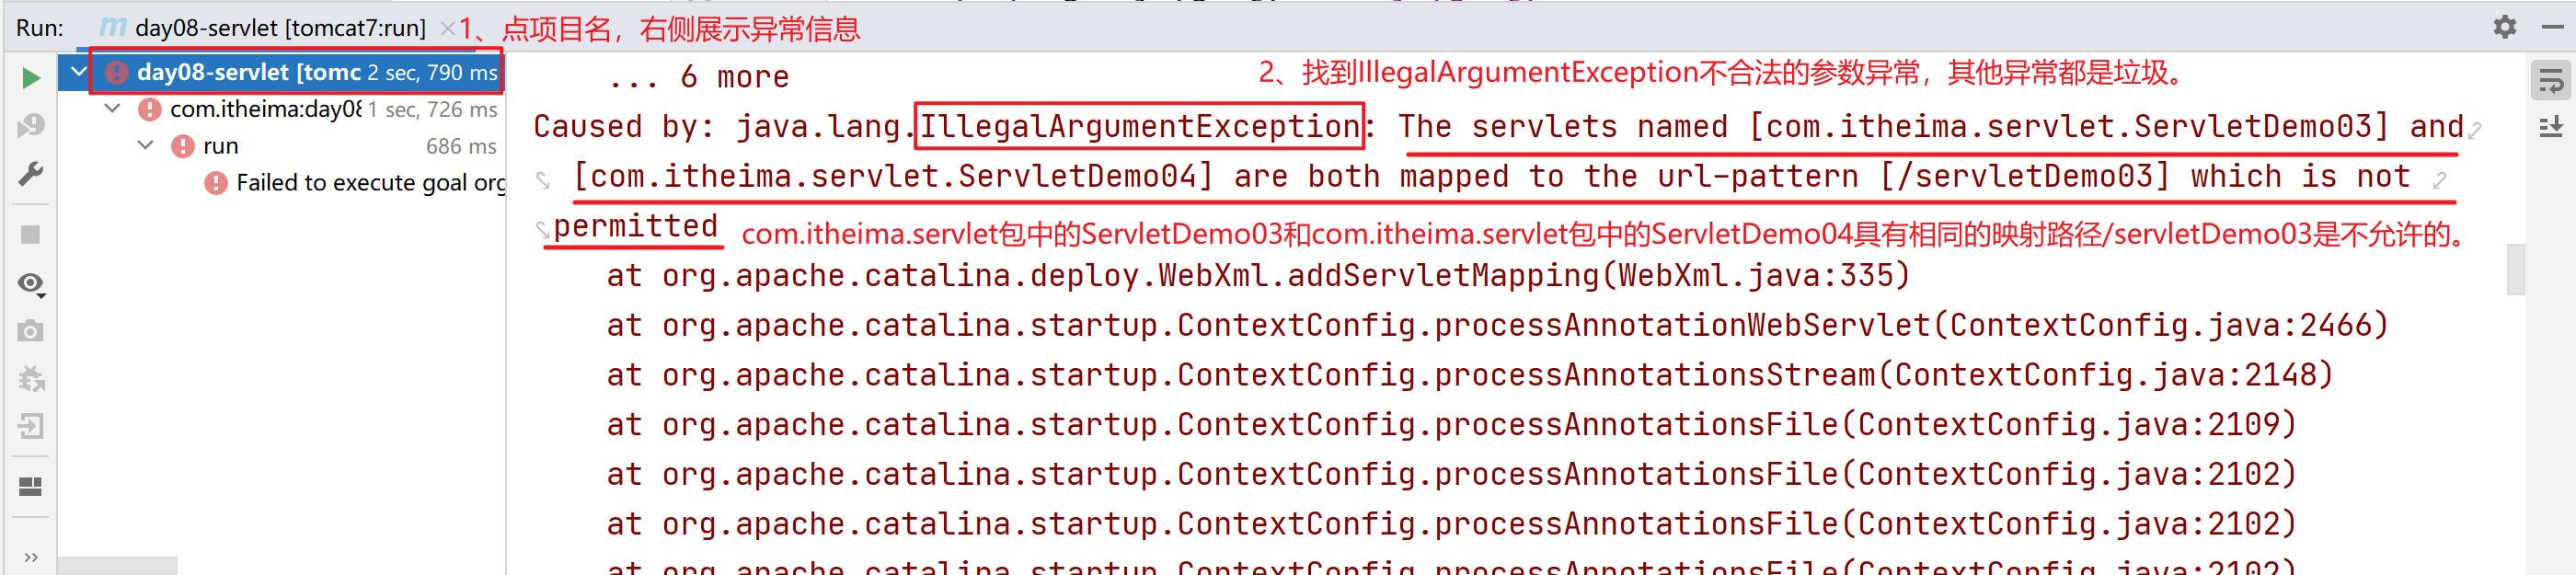 Run: m day08-servlet [tomcat7:run] × 1、点项目名，右侧展示异常信息
day08-servlet [tomc 2 sec, 790 ms
com.itheima:day08 1 sec, 726 ms
run 686 ms
Failed to execute goal org
... 6 more
2、找到IllegalArgumentException不合法的参数异常，其他异常都是垃圾。
Caused by: java.lang.IllegalArgumentException: The servlets named [com.itheima.servlet.ServletDemo03] and
[com.itheima.servlet.ServletDemo04] are both mapped to the url-pattern [/servletDemo03] which is not
permitted
com.itheima.servlet包中的ServletDemo03和com.itheima.servlet包中的ServletDemo04具有相同的映射路径/servletDemo03是不允许的。
at org.apache.catalina.deploy.WebXml.addServletMapping(WebXml.java:335)
at org.apache.catalina.startup.ContextConfig.processAnnotationWebServlet(ContextConfig.java:2466)
at org.apache.catalina.startup.ContextConfig.processAnnotationsStream(ContextConfig.java:2148)
at org.apache.catalina.startup.ContextConfig.processAnnotationsFile(ContextConfig.java:2109)
at org.apache.catalina.startup.ContextConfig.processAnnotationsFile(ContextConfig.java:2102)
at org.apache.catalina.startup.ContextConfig.processAnnotationsFile(ContextConfig.java:2102)
at org.apache.catalina.startup.ContextConfig.processAnnotationsFile(ContextConfig.java:2102)